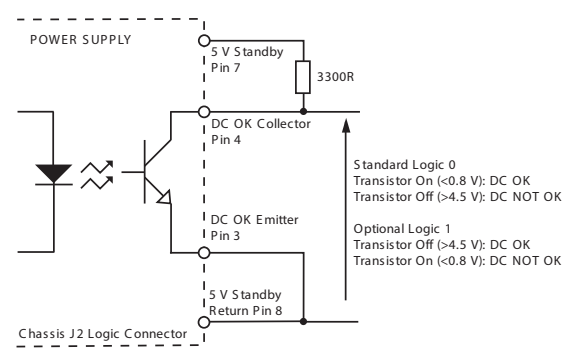 POWER SUPPLY
5 V Standby
Pin 7
3300R
DC OK Collector
Pin 4
Standard Logic 0
Transistor On (<0.8 V): DC OK
Transistor Off (>4.5 V): DC NOT OK
Optional Logic 1
Transistor Off (>4.5 V): DC OK
Transistor On (<0.8 V): DC NOT OK
DC OK Emitter
Pin 3
5 V Standby
Return Pin 8
Chassis J2 Logic Connector